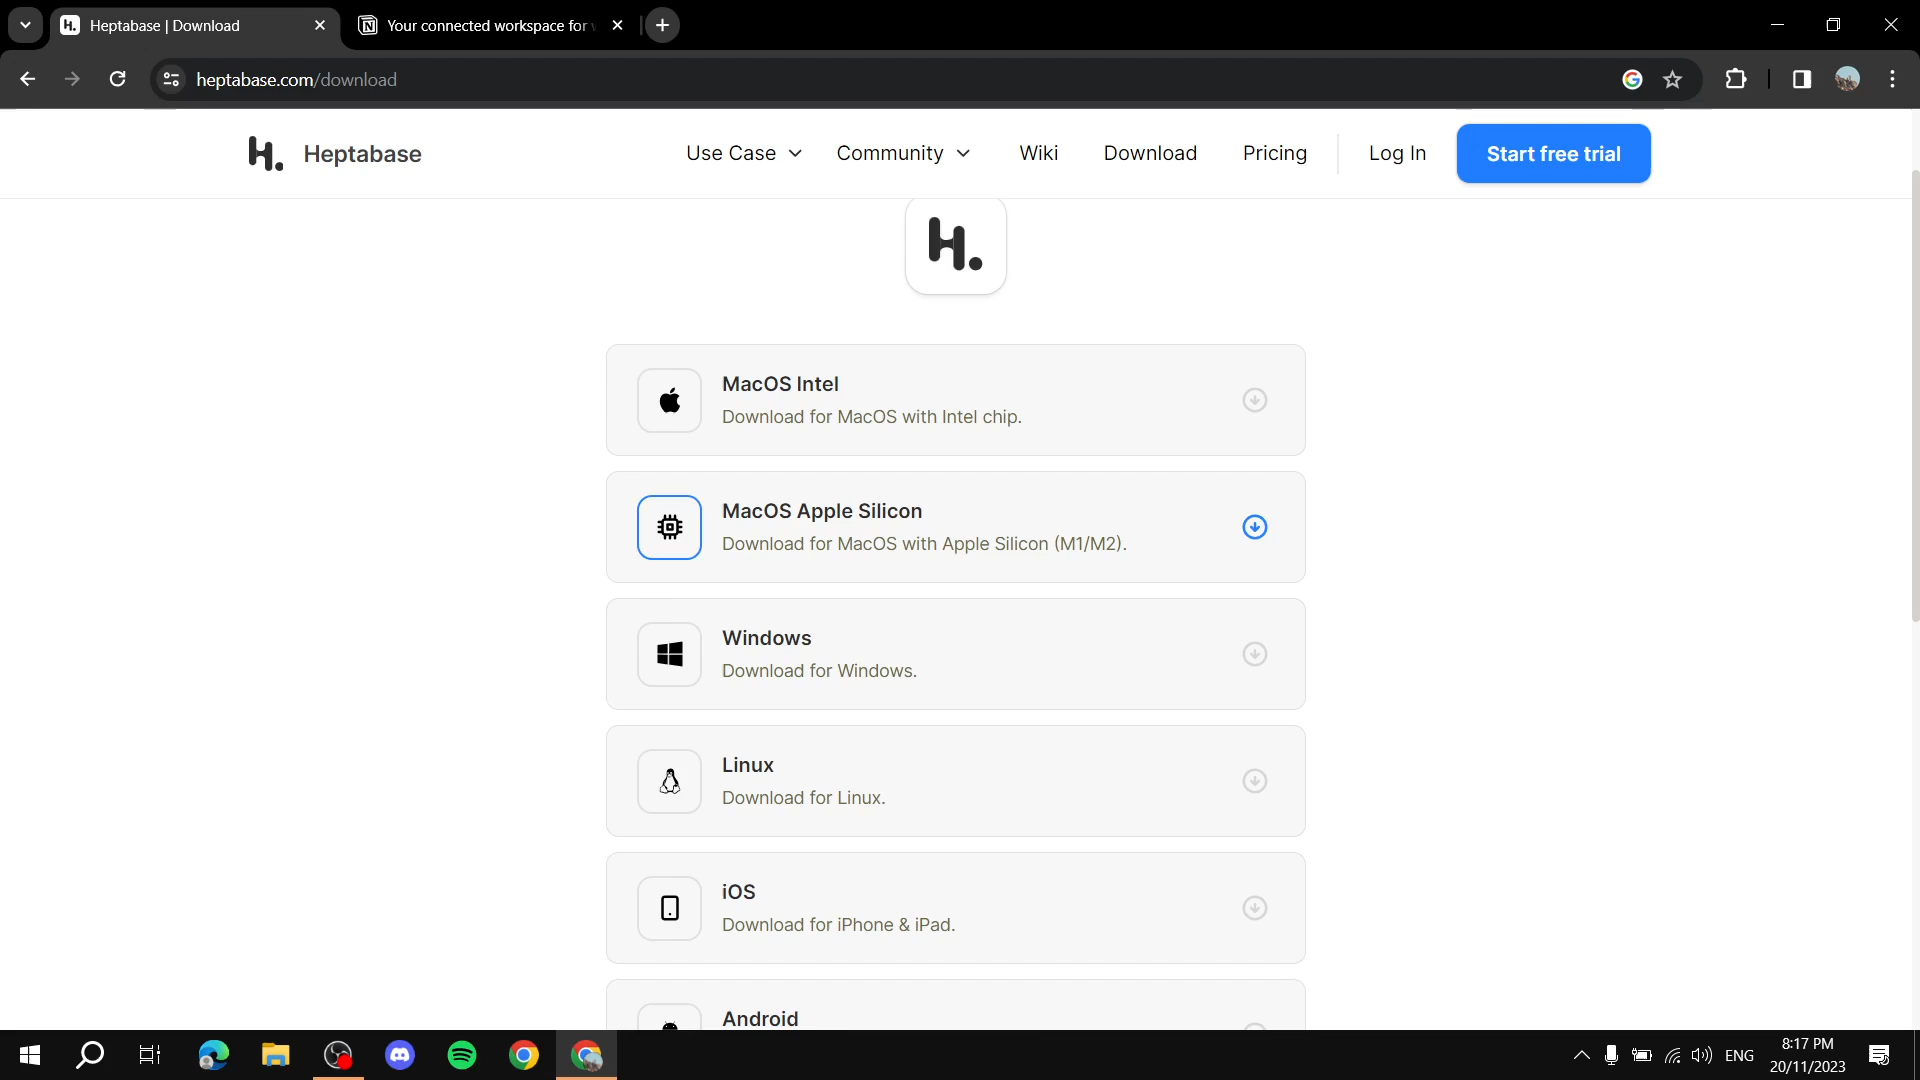 Heptabase | Download
Your connected workspace for
heptabase.com/download
H. Heptabase
Use Case
Community
Wiki
Download
Pricing
Log In
Start free trial
H.
MacOS Intel
Download for MacOS with Intel chip.
MacOS Apple Silicon
Download for MacOS with Apple Silicon (M1/M2).
Windows
Download for Windows.
Linux
Download for Linux.
iOS
Download for iPhone & iPad.
Android
ENG
8:17 PM
20/11/2023